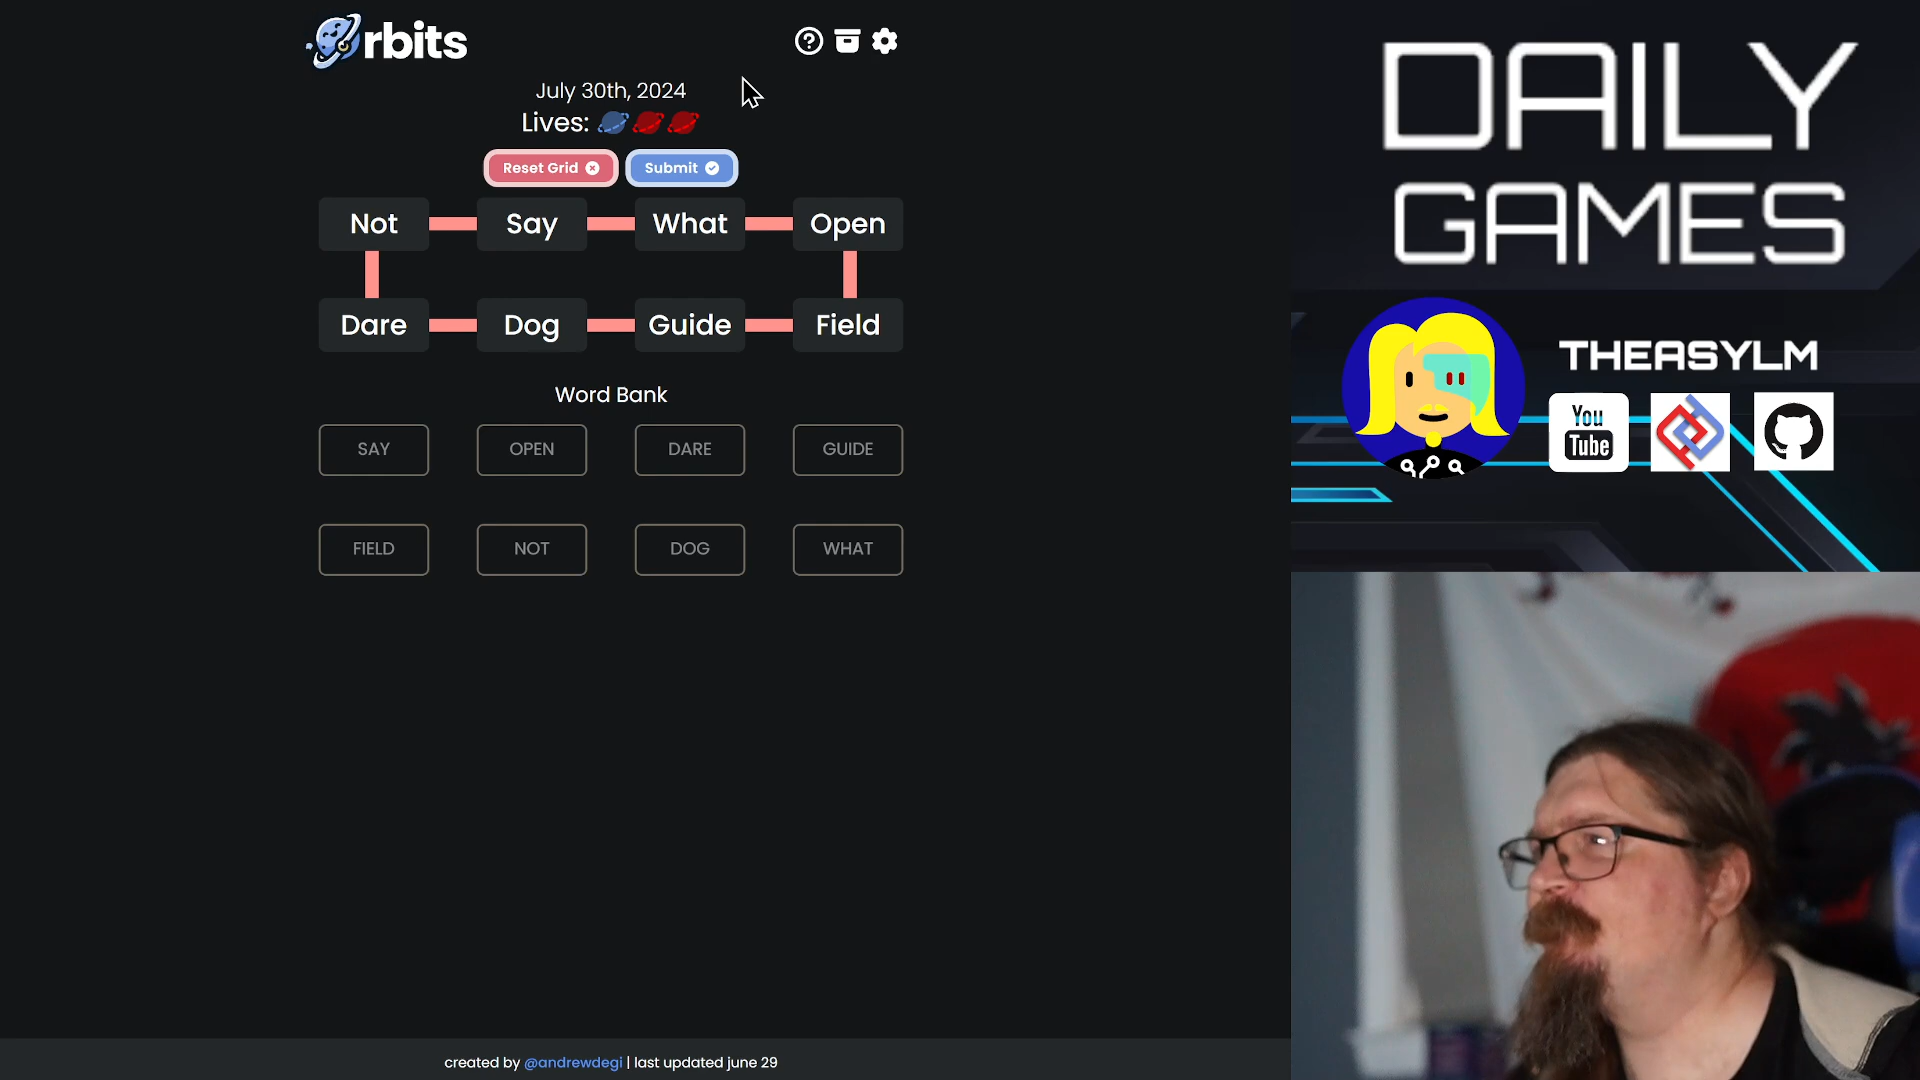 rbits
July 30th, 2024
Lives:
Reset Grid
Submit
Not Say What Open
Dare Dog Guide Field
Word Bank
SAY OPEN DARE GUIDE
FIELD NOT DOG WHAT
created by @andrewdegi | last updated june 29
DAILY
GAMES
THEASYLM
You
Tube